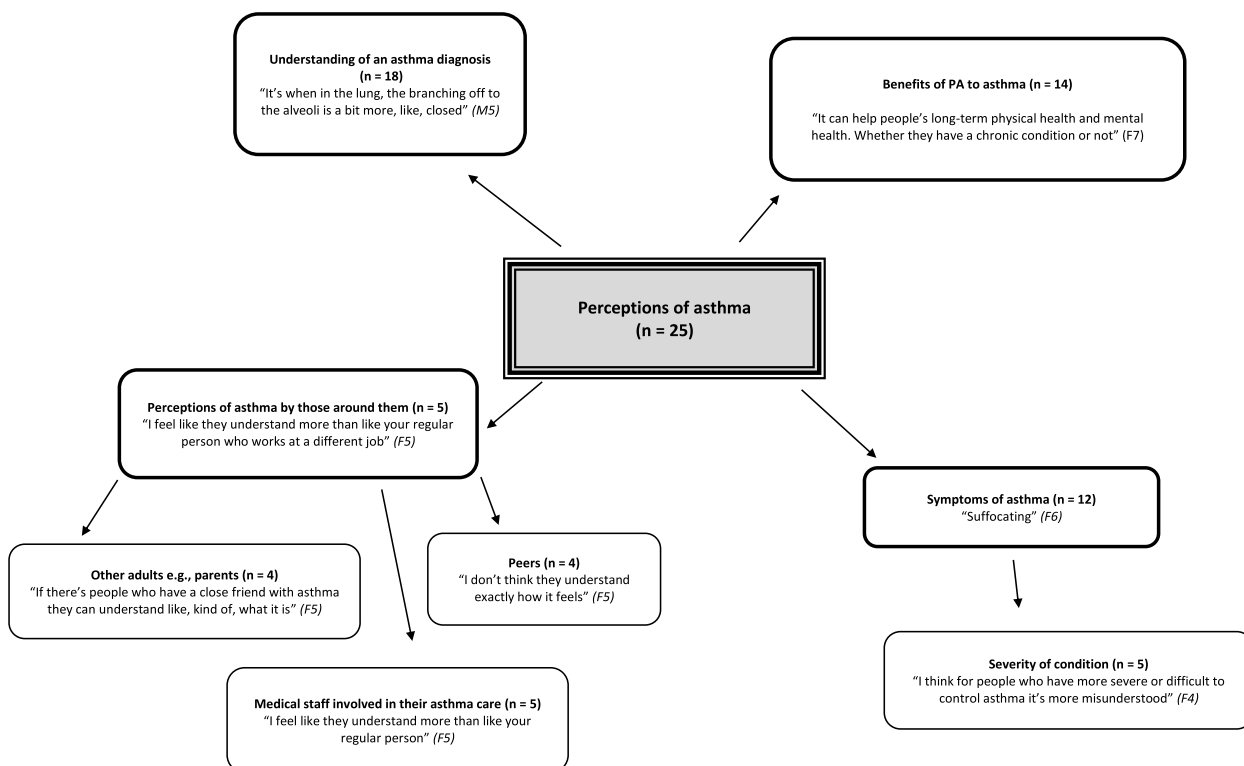 Understanding of an asthma diagnosis
(n = 18)
“It’s when in the lung, the branching off to
the alveoli is a bit more, like, closed” (M5)
Benefits of PA to asthma (n = 14)
“It can help people’s long-term physical health and mental
health. Whether they have a chronic condition or not” (F7)
Perceptions of asthma
(n = 25)
Perceptions of asthma by those around them (n = 5)
“I feel like they understand more than like your regular
person who works at a different job” (F5)
Symptoms of asthma (n = 12)
“Suffocating” (F6)
Other adults e.g., parents (n = 4)
“If there’s people who have a close friend with asthma
they can understand like, kind of, what it is” (F5)
Peers (n = 4)
“I don’t think they understand
exactly how it feels” (F5)
Medical staff involved in their asthma care (n = 5)
“I feel like they understand more than like your
regular person” (F5)
Severity of condition (n = 5)
“I think for people who have more severe or difficult to
control asthma it’s more misunderstood” (F4)